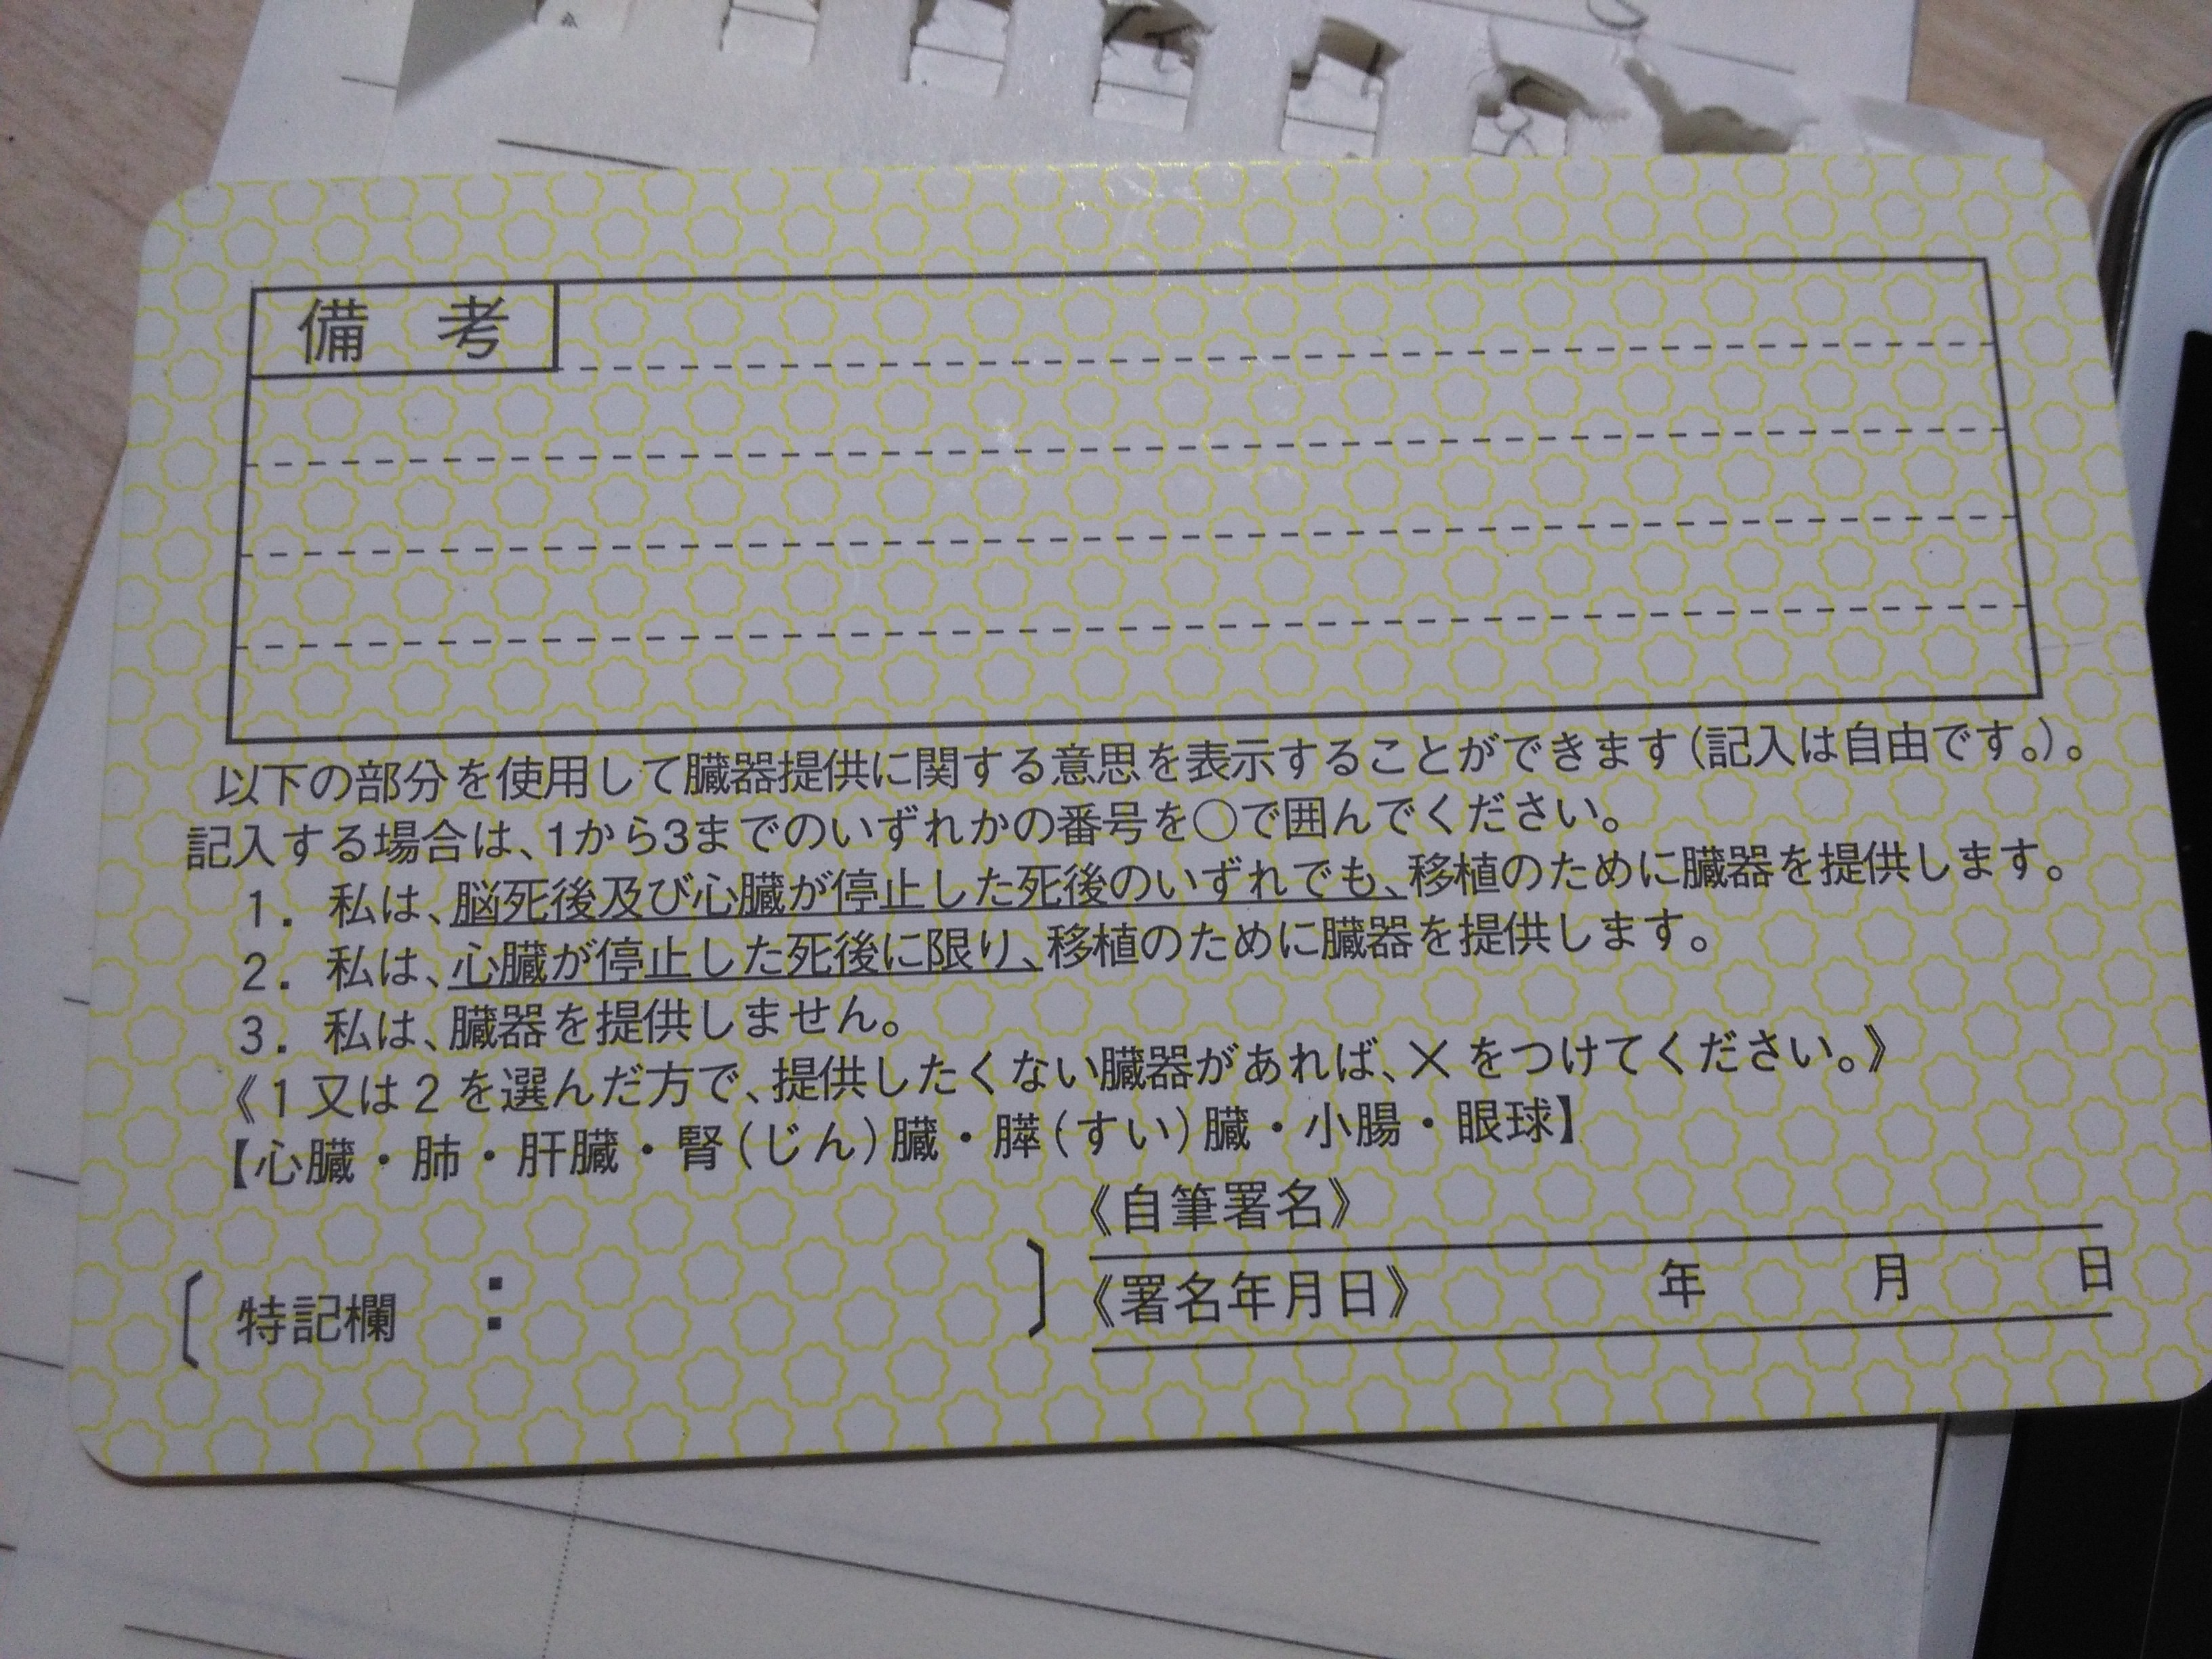 備 考
以下の部分を使用して臓器提供に関する意思を表示することができます(記入は自由です。)。
記入する場合は、1から3までのいずれかの番号を○で囲んでください。
1. 私は、脳死後及び心臓が停止した死後のいずれでも、移植のために臓器を提供します。
2. 私は、心臓が停止した死後に限り、移植のために臓器を提供します。
3. 私は、臓器を提供しません。
《1又は2を選んだ方で、提供したくない臓器があれば、×をつけてください。》
【心臓・肺・肝臓・腎(じん)臓・膵(すい)臓・小腸・眼球】
《自筆署名》
〔特記欄 : 〕
《署名年月日》 年 月 日